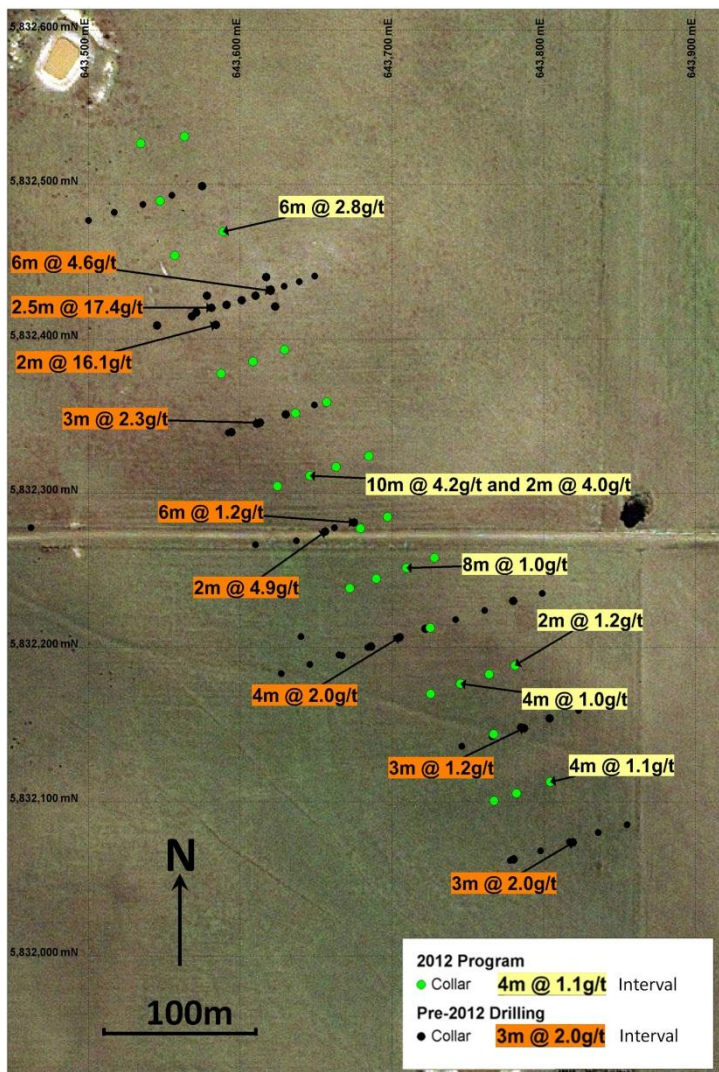 5,832,600 mN
643,500 mE
643,600 mE
643,700 mE
643,800 mE
643,900 mE
5,832,500 mN
6m @ 2.8g/t
6m @ 4.6g/t
2.5m @ 17.4g/t
5,832,400 mN
2m @ 16.1g/t
3m @ 2.3g/t
10m @ 4.2g/t and 2m @ 4.0g/t
5,832,300 mN
6m @ 1.2g/t
8m @ 1.0g/t
2m @ 4.9g/t
2m @ 1.2g/t
5,832,200 mN
4m @ 2.0g/t
4m @ 1.0g/t
3m @ 1.2g/t
4m @ 1.1g/t
5,832,100 mN
N
3m @ 2.0g/t
5,832,000 mN
100m
2012 Program
Collar 4m @ 1.1g/t Interval
Pre-2012 Drilling
Collar 3m @ 2.0g/t Interval